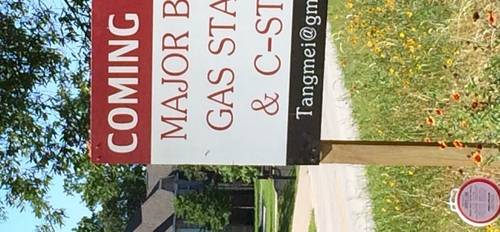 COMING
MAJOR B
GAS STA
& C-ST
Tangmei@gm